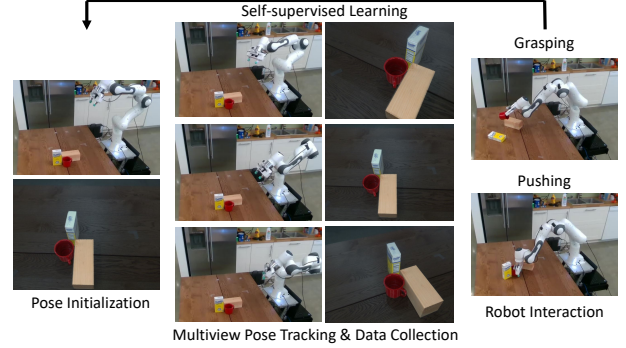 Self-supervised Learning
Grasping
Pushing
Pose Initialization
Robot Interaction
Multiview Pose Tracking & Data Collection